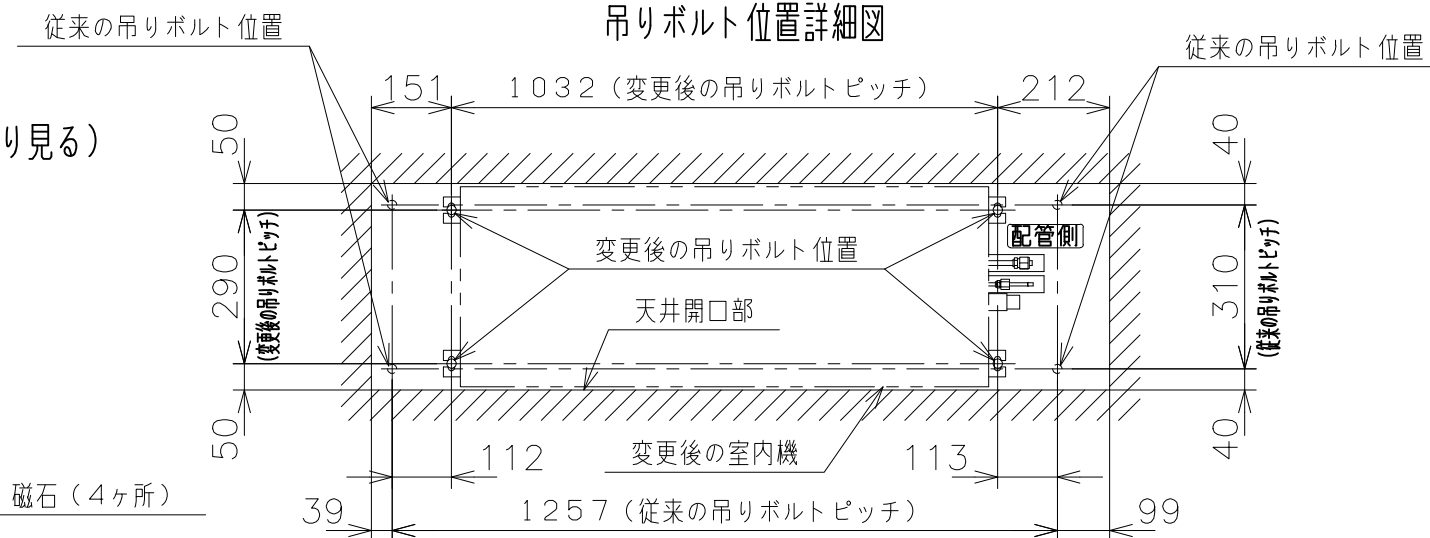 吊りボルト位置詳細図
従来の吊りボルト位置
従来の吊りボルト位置
151
1032（変更後の吊りボルトピッチ）
212
り見る）
50
40
290
(変更後の吊りボルトピッチ)
変更後の吊りボルト位置
配管側
310
(従来の吊りボルトピッチ)
天井開口部
50
40
112
変更後の室内機
113
磁石（4ヶ所）
39
1257（従来の吊りボルトピッチ）
99